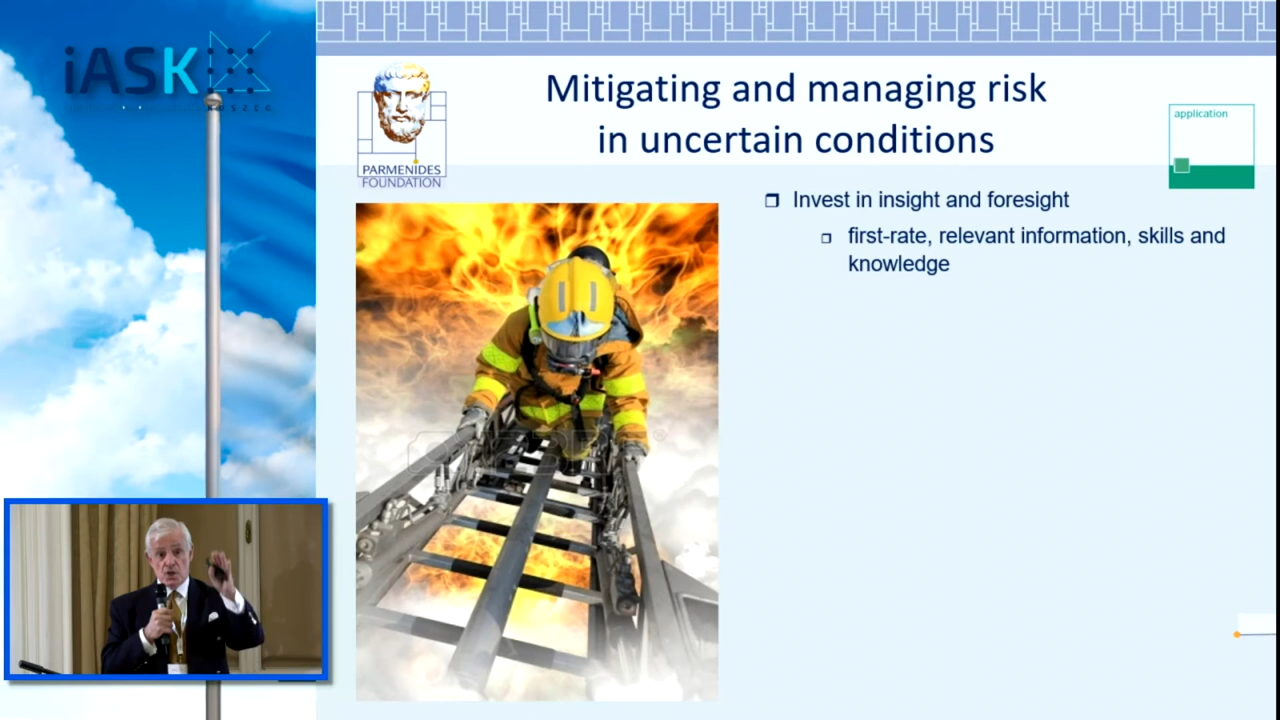 iASK
Mitigating and managing risk
in uncertain conditions
application
PARMENIDES
FOUNDATION
Invest in insight and foresight
first-rate, relevant information, skills and
knowledge